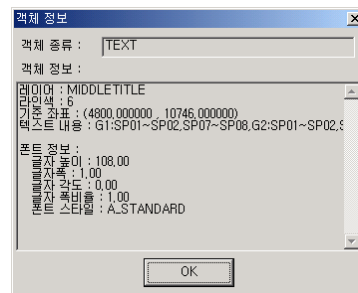 객체 정보
객체 종류 : TEXT
객체 정보 :
레이어 : MIDDLETITLE
라인색 : 6
기준 좌표 : (4800,000000 , 10746,000000)
텍스트 내용 : G1:SP01~SP02,SP07~SP08,G2:SP01~SP02,S
폰트 정보 :
글자 높이 : 108,00
글자폭 : 1,00
글자 각도 : 0,00
글자 폭비율 : 1,00
폰트 스타일 : A_STANDARD
OK